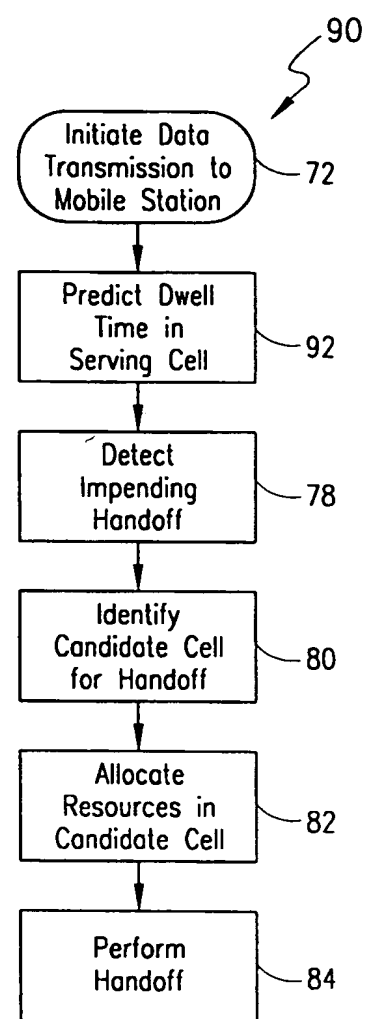 90
Initiate Data
Transmission to
Mobile Station
72
Predict Dwell
Time in
Serving Cell
92
Detect
Impending
Handoff
78
Identify
Candidate Cell
for Handoff
80
Allocate
Resources in
Candidate Cell
82
Perform
Handoff
84